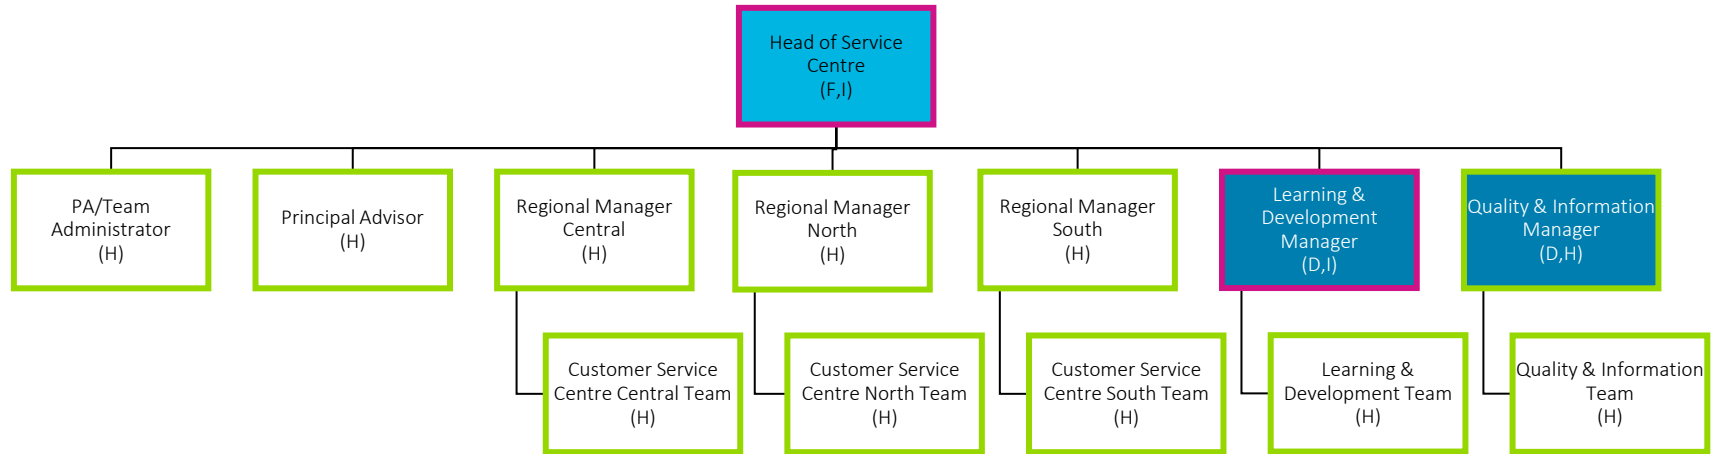 Head of Service
Centre
(F,I)
PA/Team
Administrator
(H)
Principal Advisor
(H)
Regional Manager
Central
(H)
Regional Manager
North
(H)
Regional Manager
South
(H)
Learning &
Development
Manager
(D,I)
Quality & Information
Manager
(D,H)
Customer Service
Centre Central Team
(H)
Customer Service
Centre North Team
(H)
Customer Service
Centre South Team
(H)
Learning &
Development Team
(H)
Quality & Information
Team
(H)